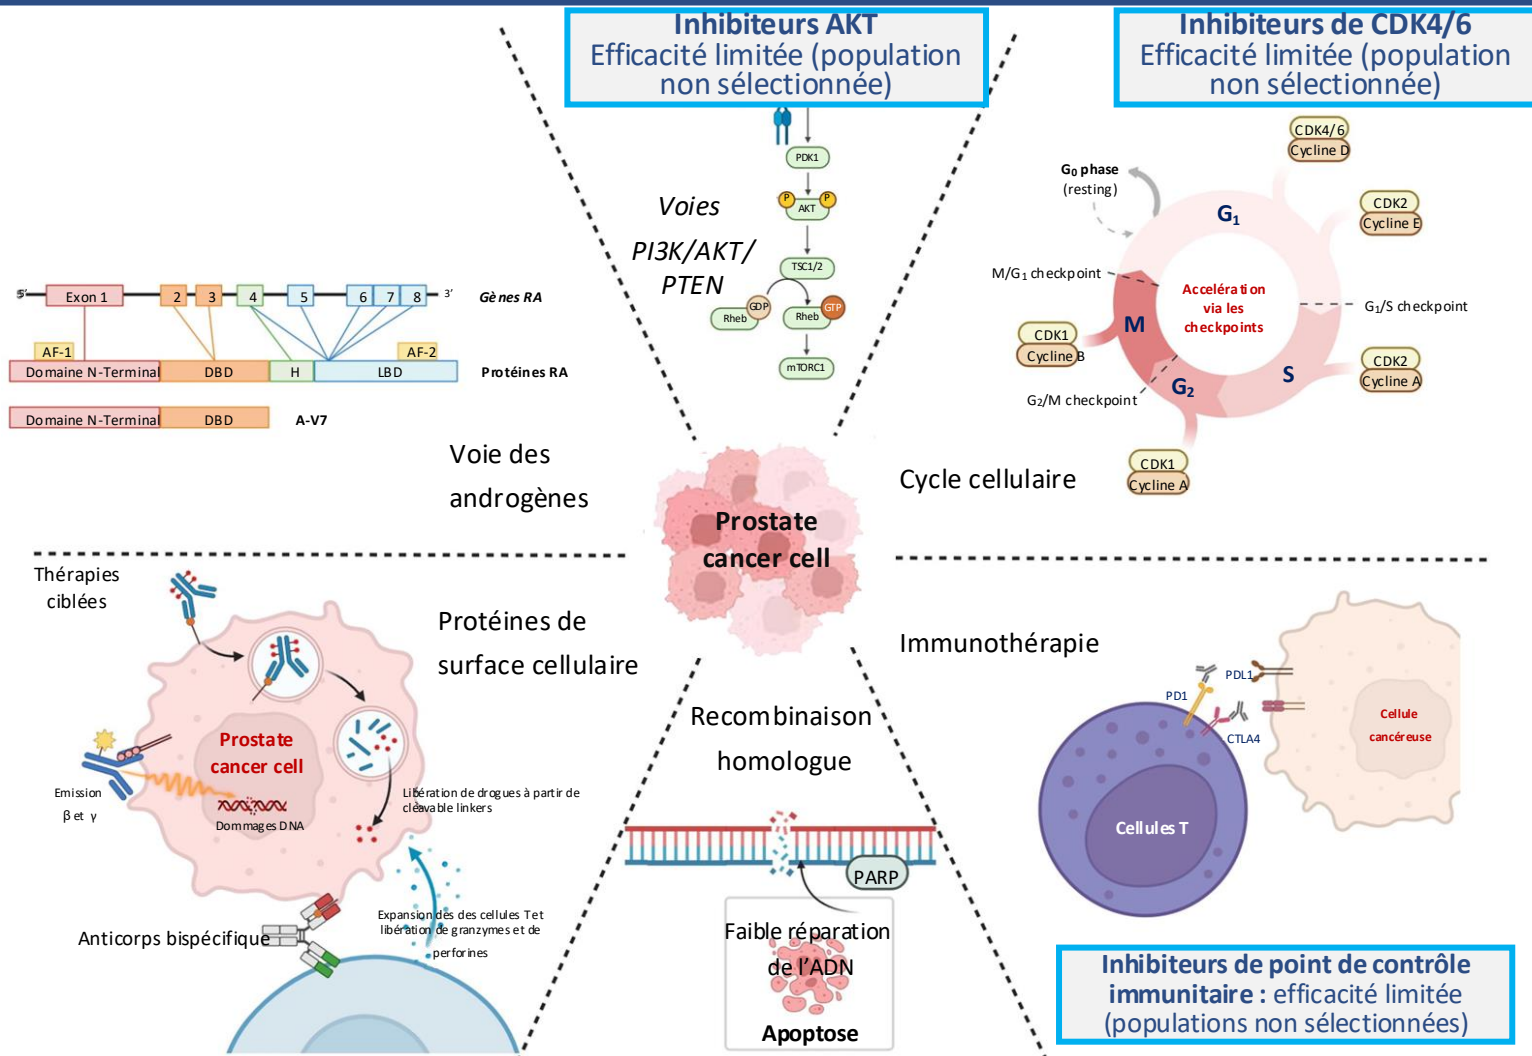 Inhibiteurs AKT
Efficacité limitée (population
non sélectionnée)
Inhibiteurs de CDK4/6
Efficacité limitée (population
non sélectionnée)
5’
Exon 1
2
3
4
5
6
7
8
3’
Gènes RA
AF-1
AF-2
Domaine N-Terminal
DBD
H
LBD
Protéines RA
Domaine N-Terminal
DBD
A-V7
Voie des
androgènes
Voies
PI3K/AKT/
PTEN
PDK1
P
P
AKT
TSC1/2
GDP
Rheb
GTP
Rheb
mTORC1
CDK4/6
Cycline D
G0 phase
(resting)
CDK2
Cycline E
G1
M/G1 checkpoint
Accelération
via les
checkpoints
G1/S checkpoint
M
CDK1
Cycline B
CDK2
Cycline A
S
G2
G2/M checkpoint
CDK1
Cycline A
Cycle cellulaire
Prostate
cancer cell
Thérapies
ciblées
Protéines de
surface cellulaire
Prostate
cancer cell
Emission
β et γ
Dommages DNA
Libération de drogues à partir de
cleavable linkers
Expansion des des cellules T et
libération de granzymes et de
perforines
Anticorps bispécifique
Recombinaison
homologue
PARP
Faible réparation
de l’ADN
Apoptose
Immunothérapie
PDL1
PD1
CTLA4
Cellule
cancéreuse
Cellules T
Inhibiteurs de point de contrôle
immunitaire : efficacité limitée
(populations non sélectionnées)